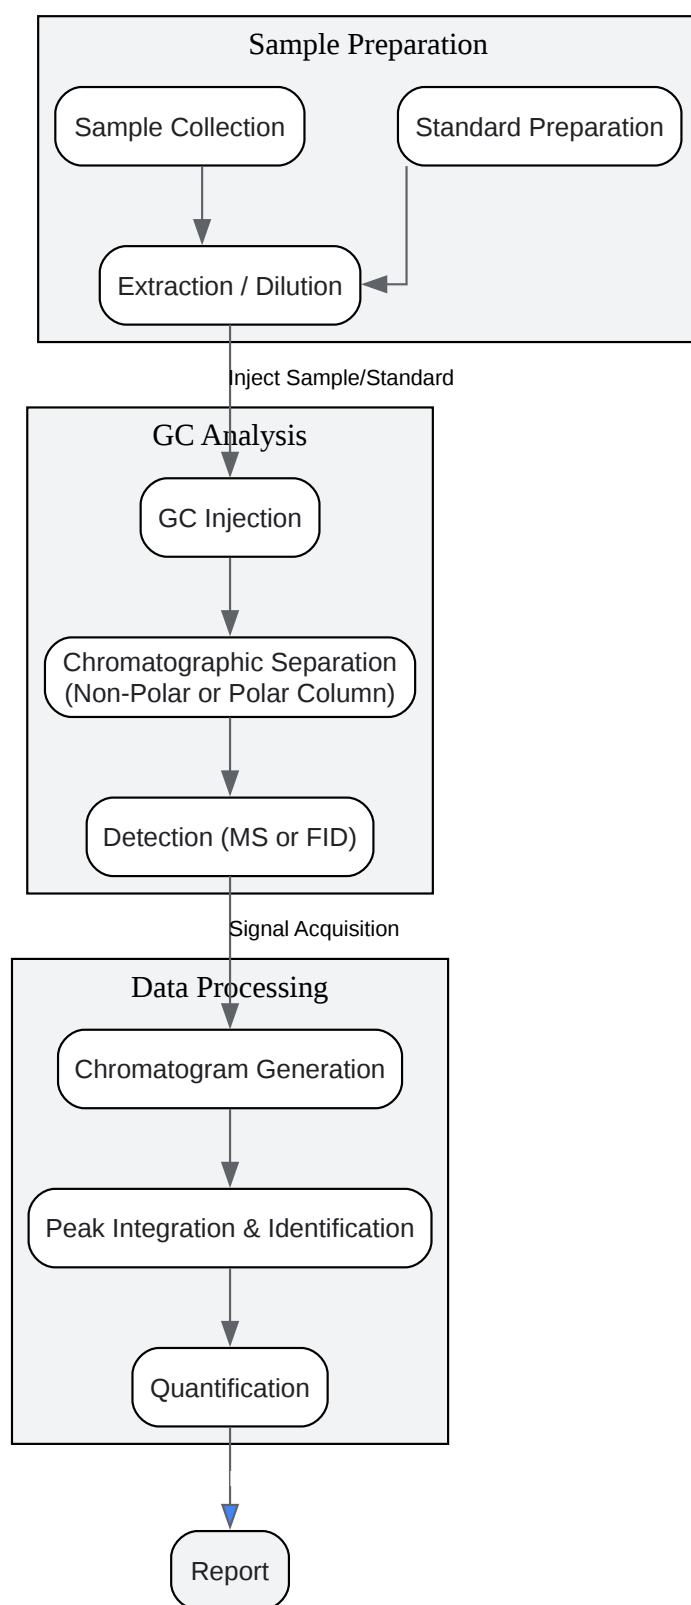 Sample Preparation
Sample Collection
Standard Preparation
Extraction / Dilution
Inject Sample/Standard
GC Analysis
GC Injection
Chromatographic Separation
(Non-Polar or Polar Column)
Detection (MS or FID)
Signal Acquisition
Data Processing
Chromatogram Generation
Peak Integration & Identification
Quantification
Report